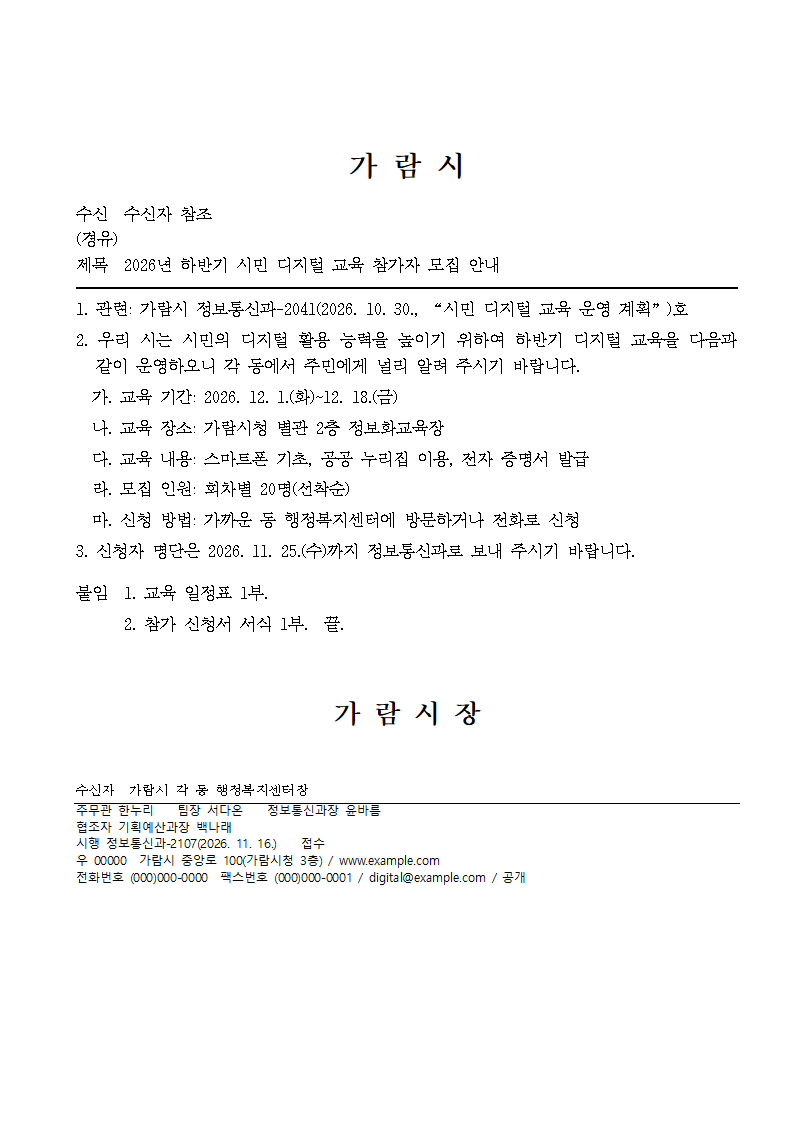 가 람 시
수신 수신자 참조
(경유)
제목 2026년 하반기 시민 디지털 교육 참가자 모집 안내
1. 관련: 가람시 정보통신과-2041(2026. 10. 30., “시민 디지털 교육 운영 계획”)호
2. 우리 시는 시민의 디지털 활용 능력을 높이기 위하여 하반기 디지털 교육을 다음과
같이 운영하오니 각 동에서 주민에게 널리 알려 주시기 바랍니다.
가. 교육 기간: 2026. 12. 1.(화)~12. 18.(금)
나. 교육 장소: 가람시청 별관 2층 정보화교육장
다. 교육 내용: 스마트폰 기초, 공공 누리집 이용, 전자 증명서 발급
라. 모집 인원: 회차별 20명(선착순)
마. 신청 방법: 가까운 동 행정복지센터에 방문하거나 전화로 신청
3. 신청자 명단은 2026. 11. 25.(수)까지 정보통신과로 보내 주시기 바랍니다.
붙임 1. 교육 일정표 1부.
2. 참가 신청서 서식 1부. 끝.
가 람 시 장
수신자 가람시 각 동 행정복지센터장
주무관 한누리 팀장 서다온 정보통신과장 윤바름
협조자 기획예산과장 백나래
시행 정보통신과-2107(2026. 11. 16.) 접수
우 00000 가람시 중앙로 100(가람시청 3층) / www.example.com
전화번호 (000)000-0000 팩스번호 (000)000-0001 / digital@example.com / 공개